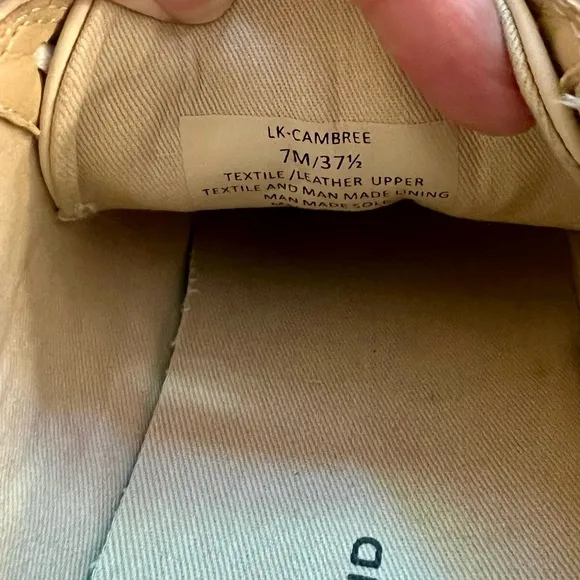 LK-CAMBREE
7M/37½
TEXTILE/LEATHER UPPER
TEXTILE AND MAN MADE LINING
MAN MADE SOLE